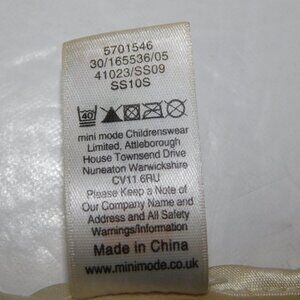 5701546
30/165536/05
41023/SS09
SS10S
40
mini mode Childrenswear
Limited, Attleborough
House Townsend Drive
Nuneaton Warwickshire
CV11 6RU
Please Keep a Note of
Our Company Name and
Address and All Safety
Warnings/Information
Made in China
www.minimode.co.uk